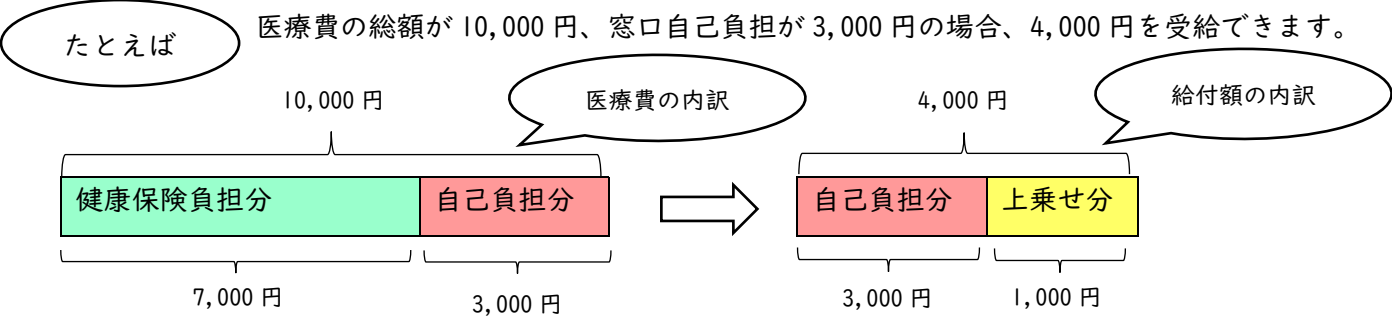 たとえば
医療費の総額が10,000円、窓口自己負担が3,000円の場合、4,000円を受給できます。
10,000円
医療費の内訳
4,000円
給付額の内訳
健康保険負担分
自己負担分
自己負担分
上乗せ分
7,000円
3,000円
3,000円
1,000円